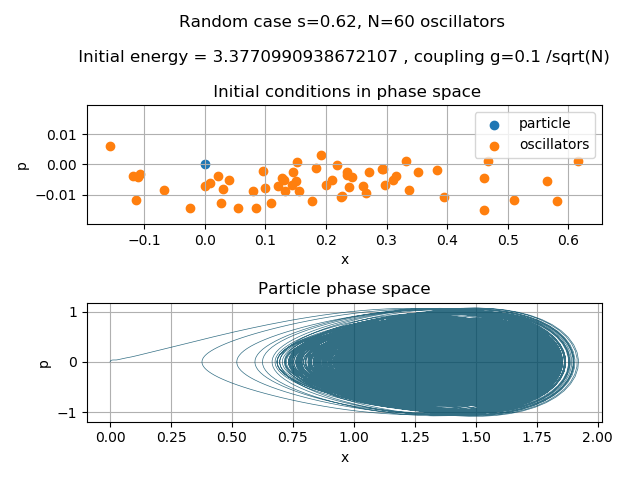 Random case s=0.62, N=60 oscillators
Initial energy = 3.3770990938672107 , coupling g=0.1 /sqrt(N)
Initial conditions in phase space
particle
oscillators
0.01
0.00
−0.01
p
−0.1 0.0 0.1 0.2 0.3 0.4 0.5 0.6
x
Particle phase space
1
0
−1
p
0.00 0.25 0.50 0.75 1.00 1.25 1.50 1.75 2.00
x